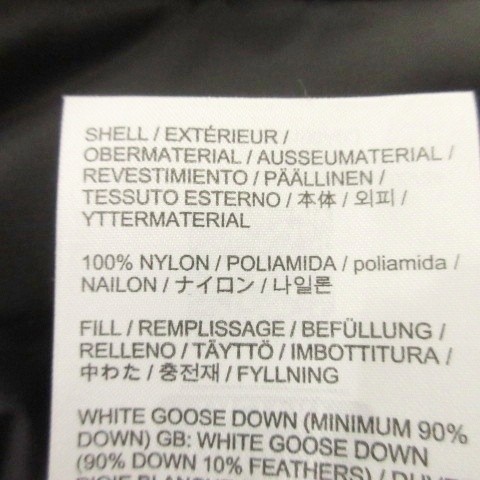 SHELL / EXTÉRIEUR /
OBERMATERIAL / AUSSEUMATERIAL /
REVESTIMIENTO / PÄÄLLINEN /
TESSUTO ESTERNO / 本体 / 외피 /
YTTERMATERIAL
100% NYLON / POLIAMIDA / poliamida /
NAILON / ナイロン / 나일론
FILL / REMPLISSAGE / BEFÜLLUNG /
RELLENO / TÄYTTÖ / IMBOTTITURA /
中わた / 충전재 / FYLLNING
WHITE GOOSE DOWN (MINIMUM 90%
DOWN) GB: WHITE GOOSE DOWN
(90% DOWN 10% FEATHERS) /